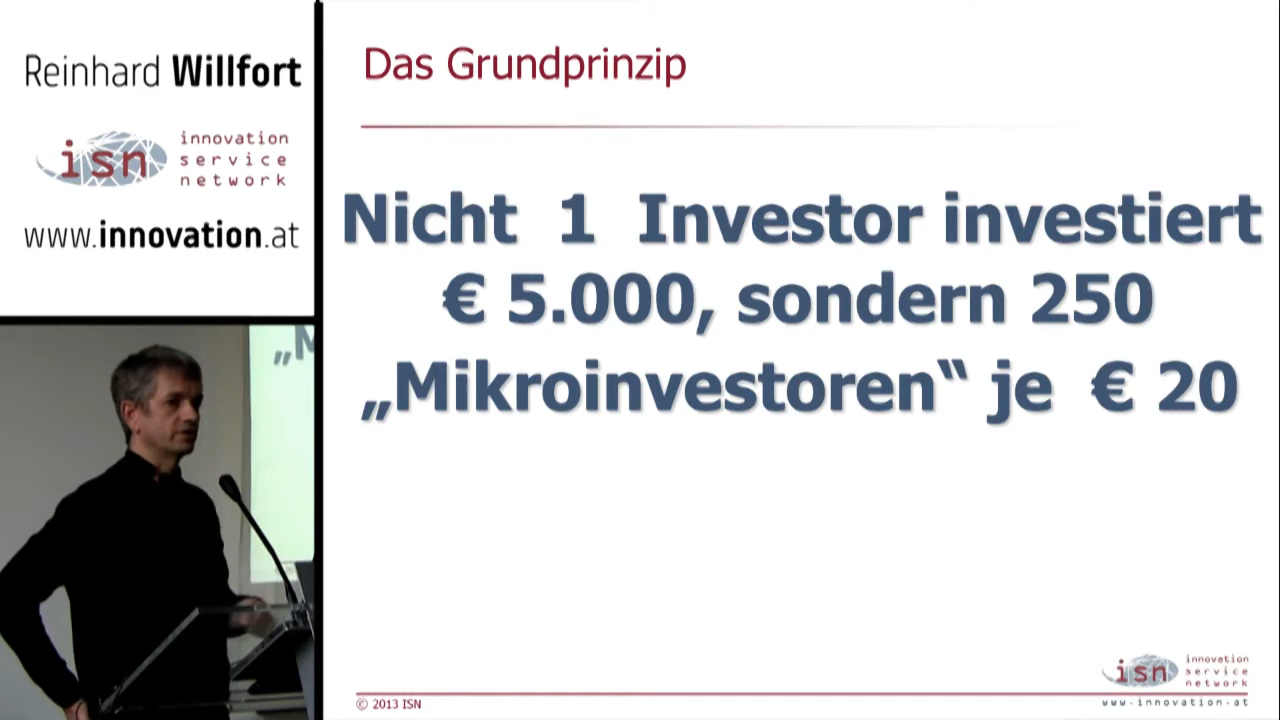 Reinhard Willfort
isn
innovation
service
network
www.innovation.at
Das Grundprinzip
Nicht 1 Investor investiert
€ 5.000, sondern 250
„Mikroinvestoren“ je € 20
„M
isn
innovation
service
network
www.innovation.at
© 2013 ISN